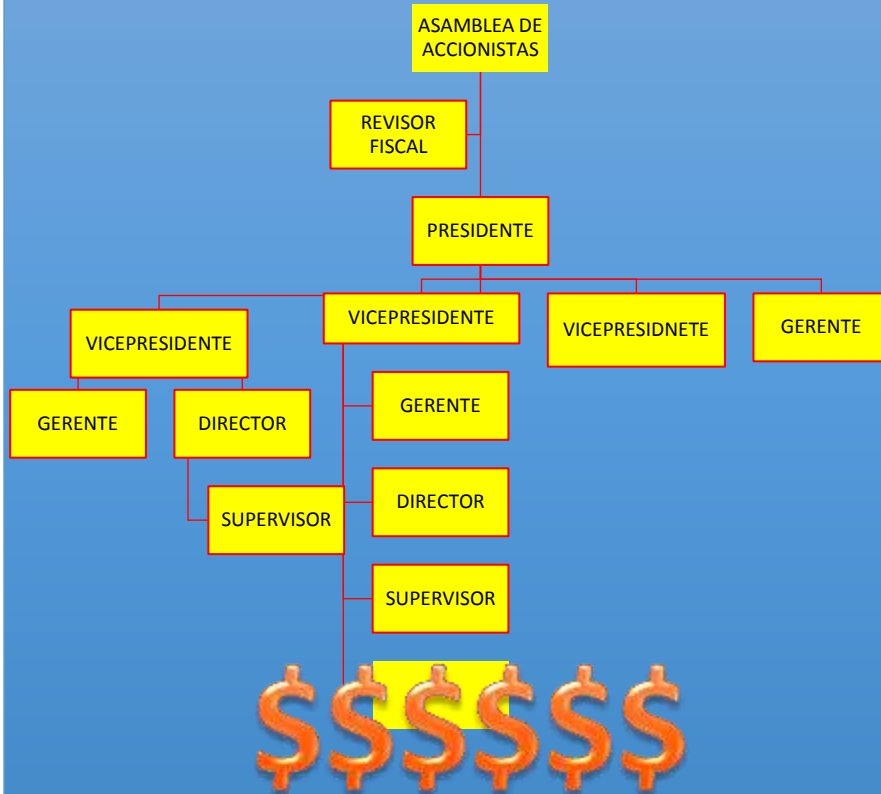 ASAMBLEA DE
ACCIONISTAS
REVISOR
FISCAL
PRESIDENTE
VICEPRESIDENTE
VICEPRESIDENTE
VICEPRESIDNETE
GERENTE
GERENTE
DIRECTOR
GERENTE
SUPERVISOR
DIRECTOR
SUPERVISOR
$$$$$$